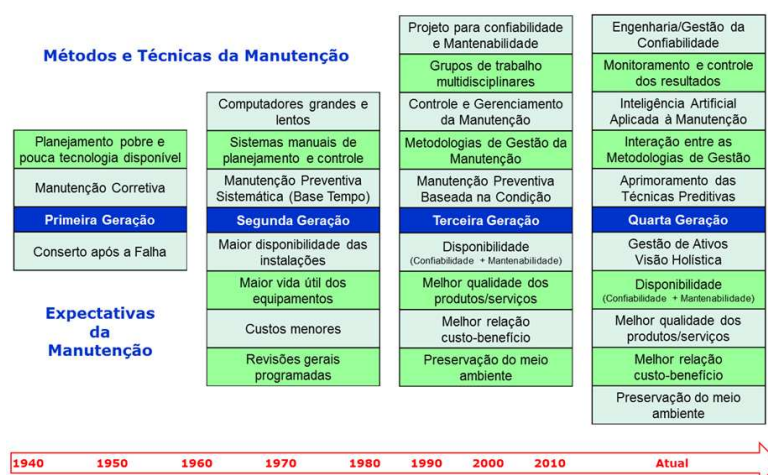 Métodos e Técnicas da Manutenção
Planejamento pobre e
pouca tecnologia disponível
Manutenção Corretiva
Primeira Geração
Conserto após a Falha
Expectativas
da
Manutenção
Computadores grandes e
lentos
Sistemas manuais de
planejamento e controle
Manutenção Preventiva
Sistemática (Base Tempo)
Segunda Geração
Maior disponibilidade das
instalações
Maior vida útil dos
equipamentos
Custos menores
Revisões gerais
programadas
Projeto para confiabilidade
e Mantenabilidade
Grupos de trabalho
multidisciplinares
Controle e Gerenciamento
da Manutenção
Metodologias de Gestão da
Manutenção
Manutenção Preventiva
Baseada na Condição
Terceira Geração
Disponibilidade
(Confiabilidade + Mantenabilidade)
Melhor qualidade dos
produtos/serviços
Melhor relação
custo-benefício
Preservação do meio
ambiente
Engenharia/Gestão da
Confiabilidade
Monitoramento e controle
dos resultados
Inteligência Artificial
Aplicada à Manutenção
Interação entre as
Metodologias de Gestão
Aprimoramento das
Técnicas Preditivas
Quarta Geração
Gestão de Ativos
Visão Holística
Disponibilidade
(Confiabilidade + Mantenabilidade)
Melhor qualidade dos
produtos/serviços
Melhor relação
custo-benefício
Preservação do meio
ambiente
1940 1950 1960 1970 1980 1990 2000 2010 Atual